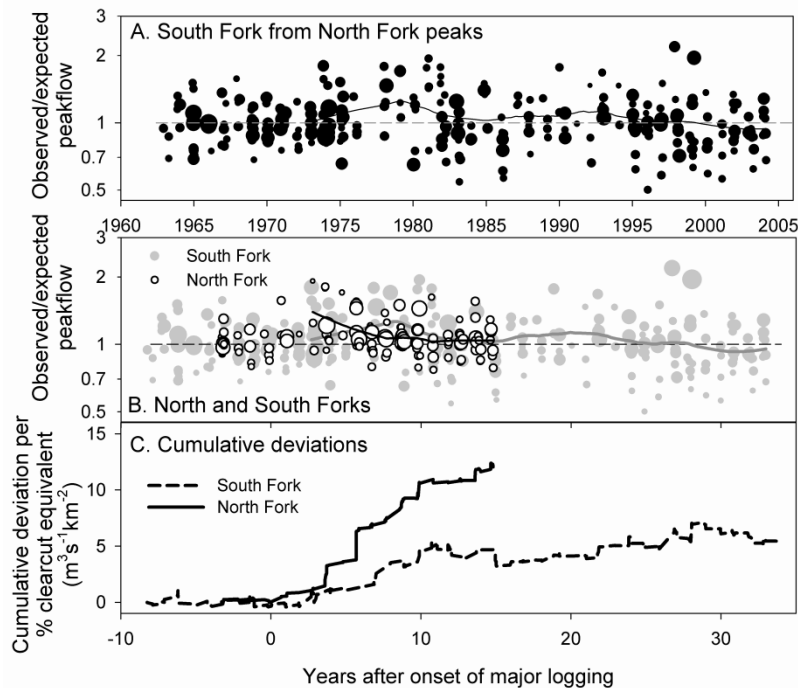 A. South Fork from North Fork peaks
Observed/expected
peakflow
3
2
1
0.7
0.5
1960 1965 1970 1975 1980 1985 1990 1995 2000 2005
Observed/expected
peakflow
3
2
1
0.7
0.5
South Fork
North Fork
B. North and South Forks
Cumulative deviation per
% clearcut equivalent
(m³s⁻¹km⁻²)
15
10
5
0
C. Cumulative deviations
South Fork
North Fork
-10 0 10 20 30
Years after onset of major logging